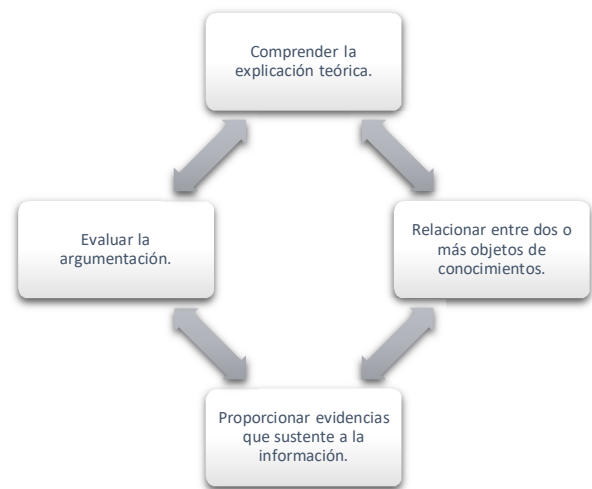 Comprender la
explicación teórica.
Evaluar la
argumentación.
Relacionar entre dos o
más objetos de
conocimientos.
Proporcionar evidencias
que sustente a la
información.